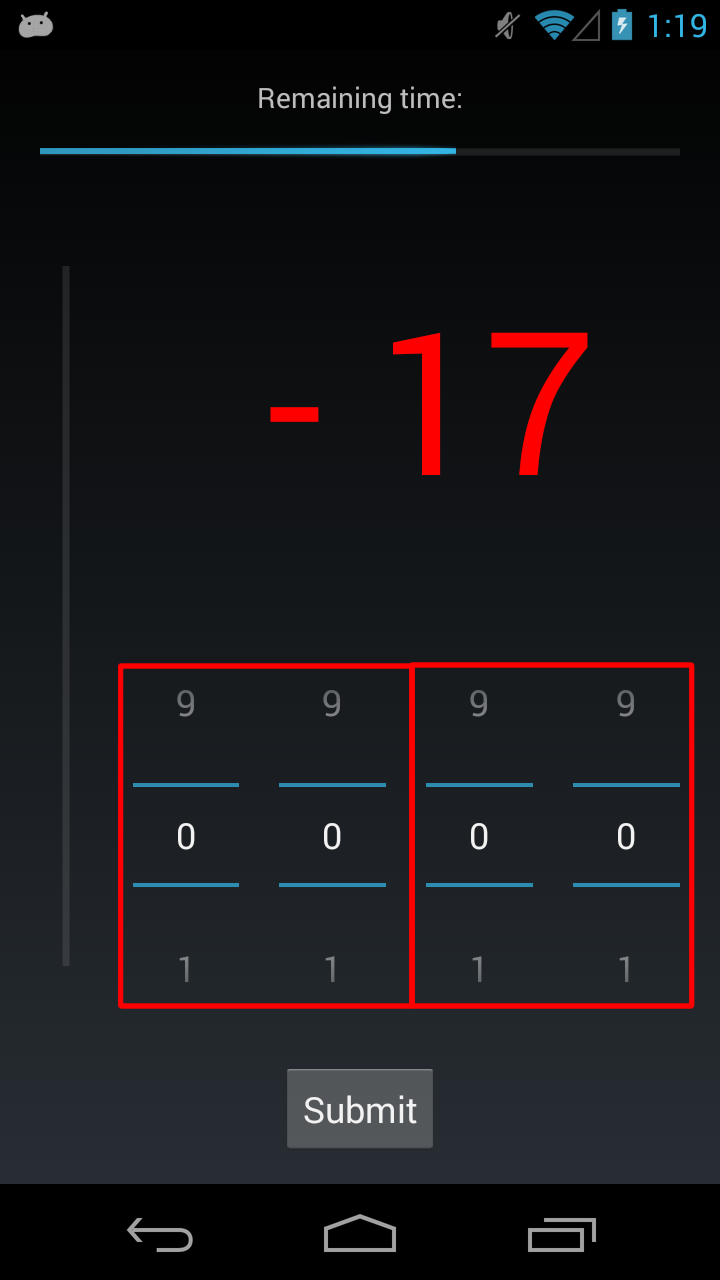 1:19
Remaining time:
- 17
9 9 9 9
0 0 0 0
1 1 1 1
Submit